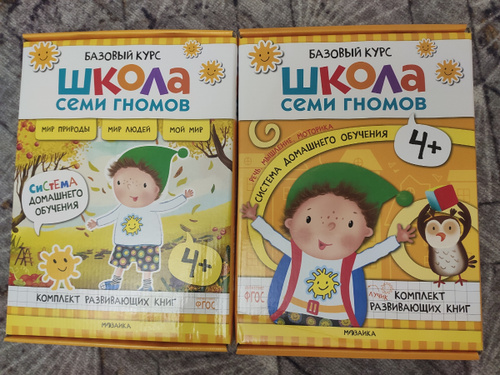 БАЗОВЫЙ КУРС
ШКОЛА
СЕМИ ГНОМОВ
МИР ПРИРОДЫ
МИР ЛЮДЕЙ
МОЙ МИР
СИСТЕМА
ДОМАШНЕГО
ОБУЧЕНИЯ
4+
КОМПЛЕКТ РАЗВИВАЮЩИХ КНИГ
ФГОС
МОЗАИКА
БАЗОВЫЙ КУРС
ШКОЛА
СЕМИ ГНОМОВ
4+
РЕЧЬ МЫШЛЕНИЕ МОТОРИКА
СИСТЕМА ДОМАШНЕГО ОБУЧЕНИЯ
ФГОС
КОМПЛЕКТ
РАЗВИВАЮЩИХ КНИГ
МОЗАИКА